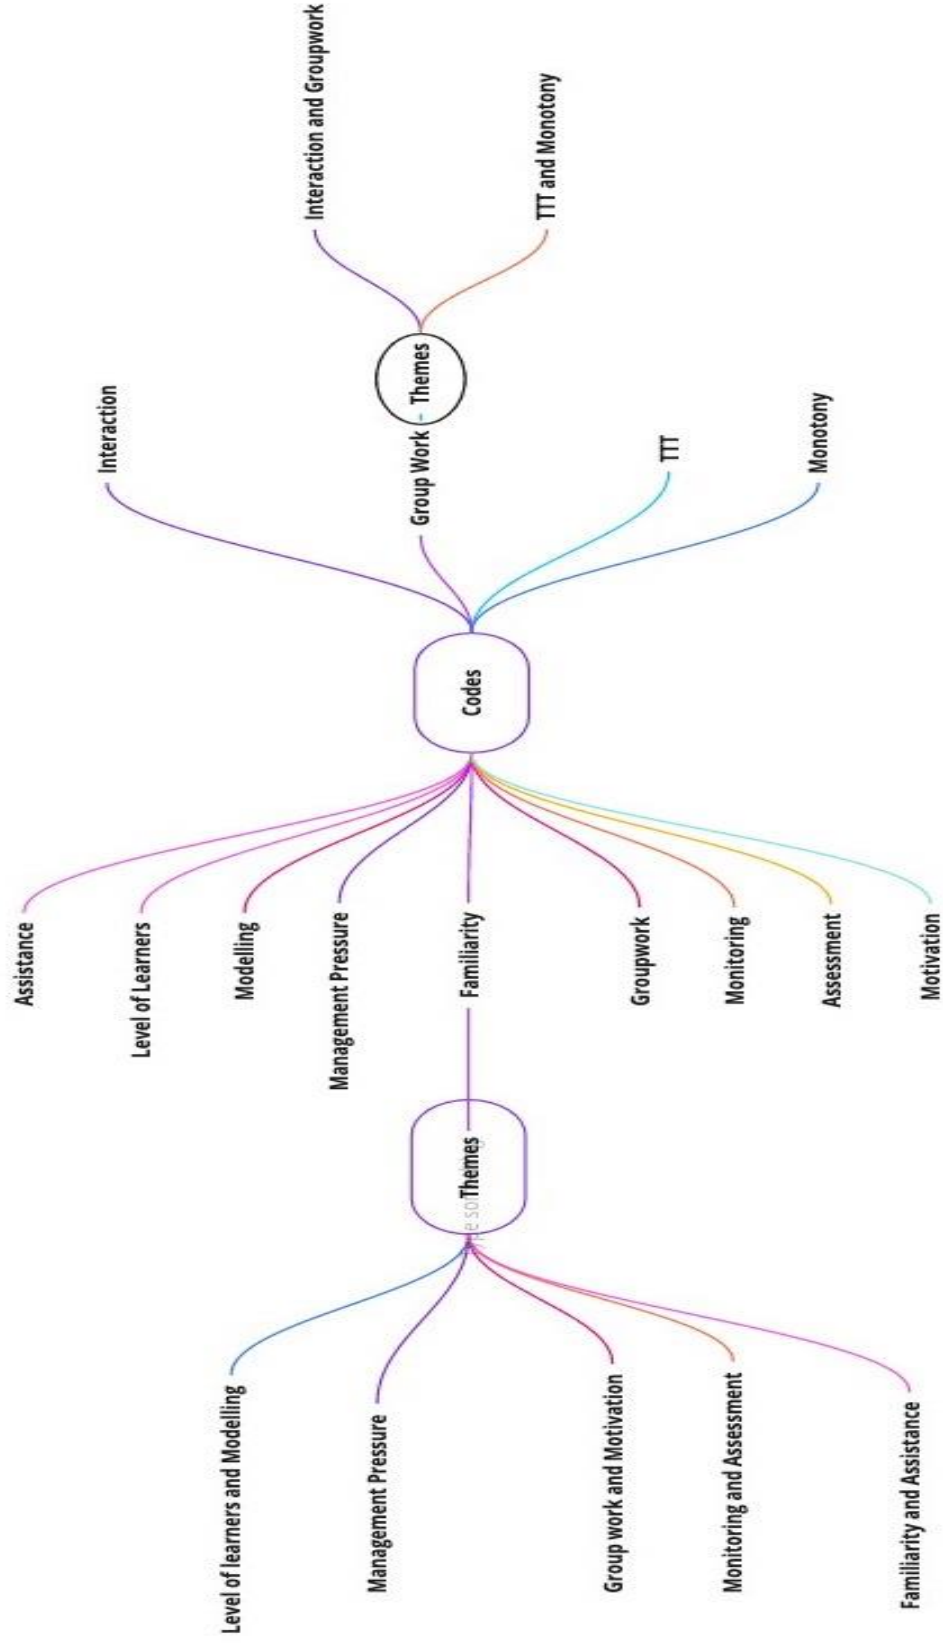 Level of learners and Modelling
Management Pressure
Group work and Motivation
Monitoring and Assessment
Familiarity and Assistance
Themes
Assistance
Level of Learners
Modelling
Management Pressure
Familiarity
Groupwork
Monitoring
Assessment
Motivation
Codes
Interaction
Group Work
TTT
Monotony
Themes
Interaction and Groupwork
TTT and Monotony